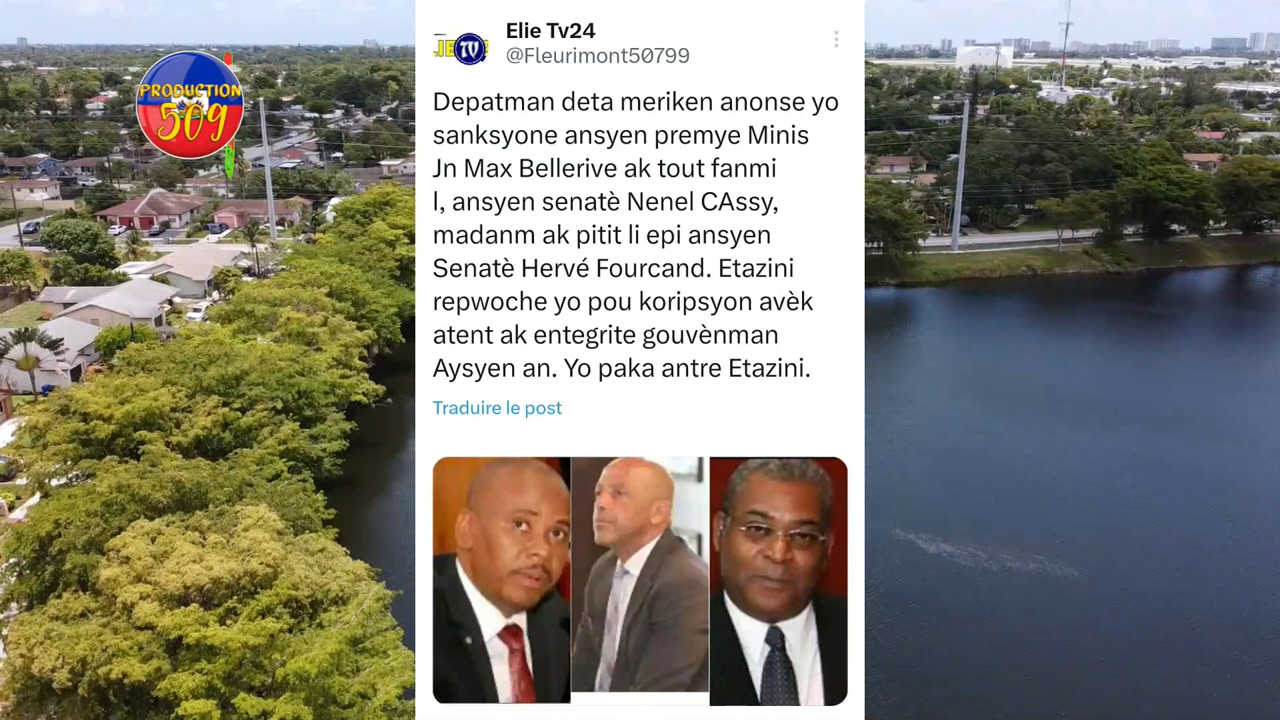 PRODUCTION
509
JE
TV
Elie Tv24
@Fleurimont50799
Depatman deta meriken anonse yo
sanksyone ansyen premye Minis
Jn Max Bellerive ak tout fanmi
l, ansyen senatè Nenel CAssy,
madanm ak pitit li epi ansyen
Senatè Hervé Fourcand. Etazini
repwoche yo pou koripsyon avèk
atent ak entegrite gouvènman
Aysyen an. Yo paka antre Etazini.
Traduire le post